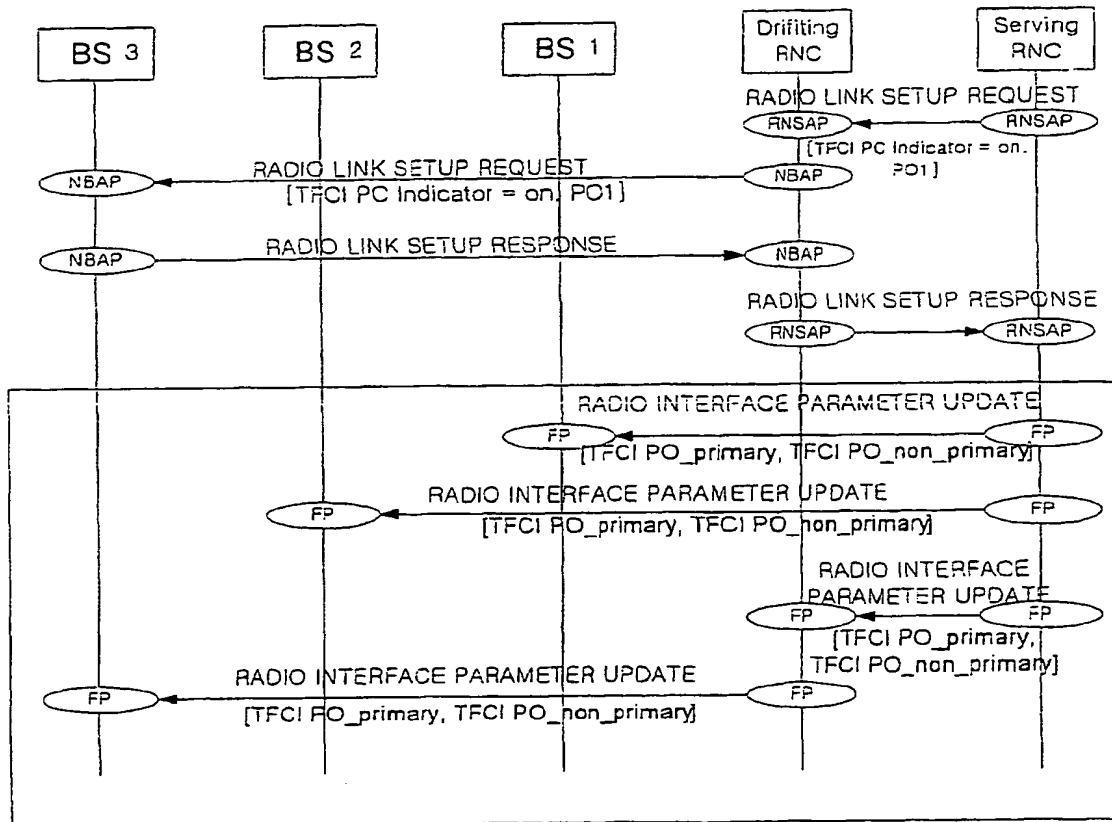 BS 3
BS 2
BS 1
Drifiting
RNC
Serving
RNC
RADIO LINK SETUP REQUEST
RNSAP
RNSAP
[TFCI PC Indicator = on,
PO1]
RADIO LINK SETUP REQUEST
NBAP
NBAP
[TFCI PC Indicator = on, PO1]
RADIO LINK SETUP RESPONSE
NBAP
NBAP
RADIO LINK SETUP RESPONSE
RNSAP
RNSAP
RADIO INTERFACE PARAMETER UPDATE
FP
FP
[TFCI PO_primary, TFCI PO_non_primary]
RADIO INTERFACE PARAMETER UPDATE
FP
FP
[TFCI PO_primary, TFCI PO_non_primary]
RADIO INTERFACE
PARAMETER UPDATE
FP
FP
[TFCI PO_primary,
TFCI PO_non_primary]
RADIO INTERFACE PARAMETER UPDATE
FP
FP
[TFCI PO_primary, TFCI PO_non_primary]